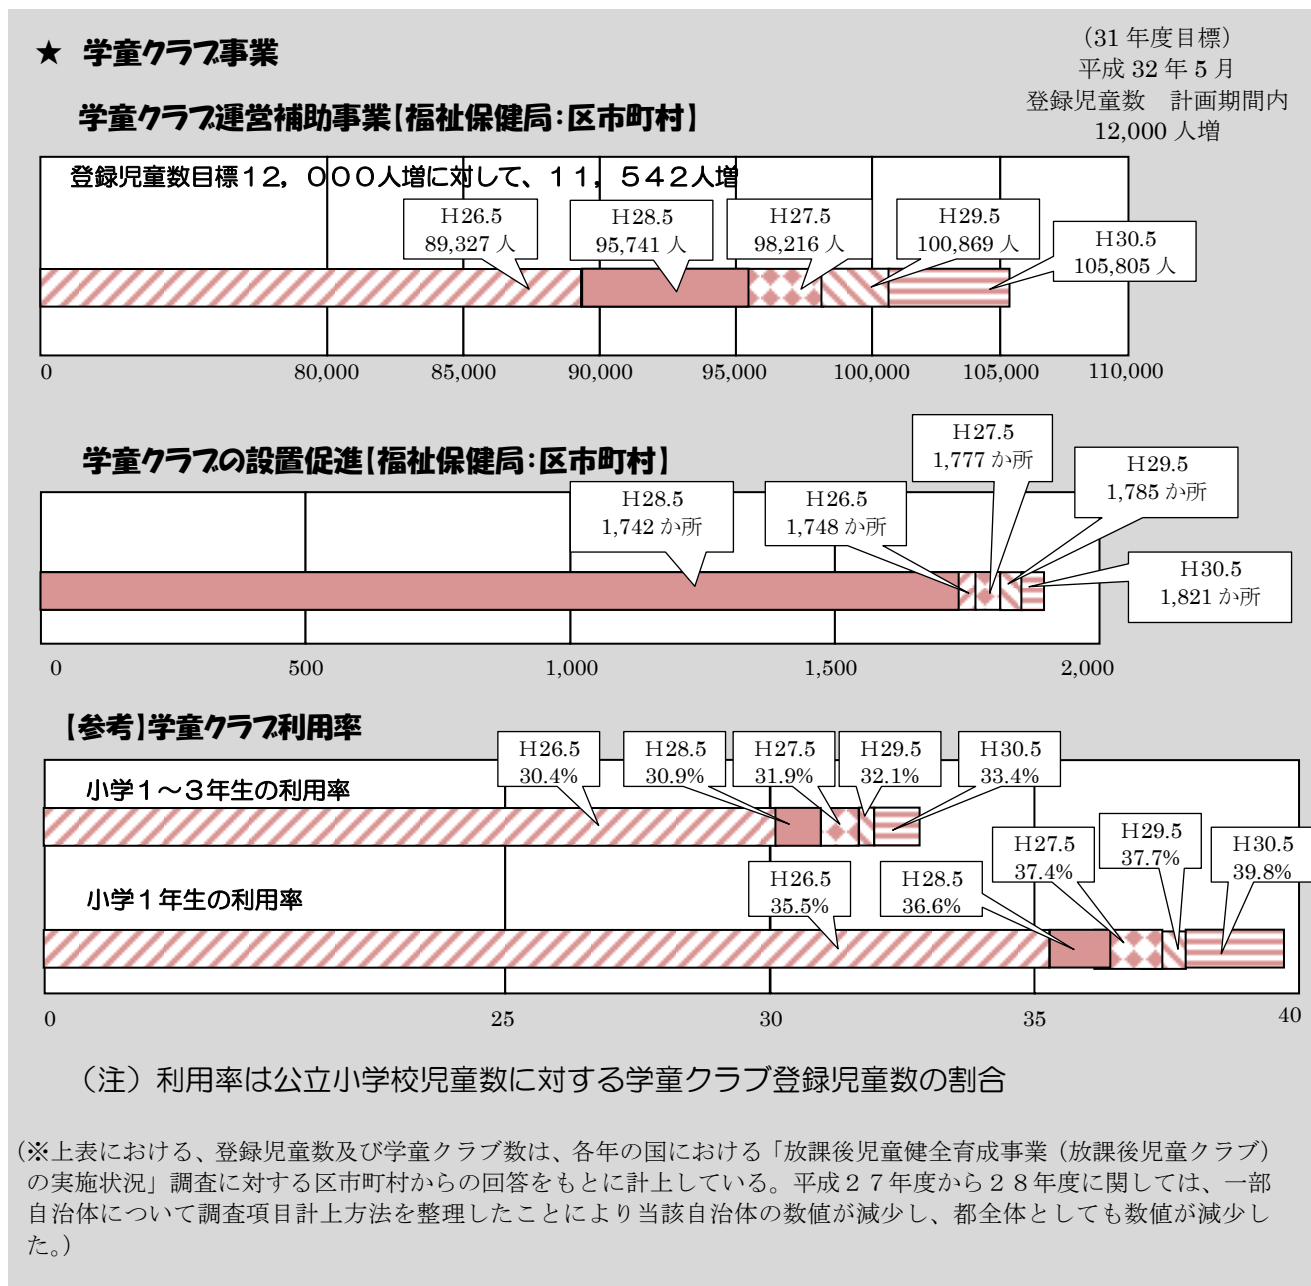 ★ 学童クラブ事業
(31 年度目標)
平成 32 年 5 月
登録児童数 計画期間内
12,000 人増
学童クラブ運営補助事業【福祉保健局:区市町村】
登録児童数目標12,000人増に対して、11,542人増
H26.5
89,327 人
H28.5
95,741 人
H27.5
98,216 人
H29.5
100,869 人
H30.5
105,805 人
0 80,000 85,000 90,000 95,000 100,000 105,000 110,000
学童クラブの設置促進【福祉保健局:区市町村】
H28.5
1,742 か所
H26.5
1,748 か所
H27.5
1,777 か所
H29.5
1,785 か所
H30.5
1,821 か所
0 500 1,000 1,500 2,000
【参考】学童クラブ利用率
小学1~3年生の利用率
H26.5
30.4%
H28.5
30.9%
H27.5
31.9%
H29.5
32.1%
H30.5
33.4%
小学1年生の利用率
H26.5
35.5%
H28.5
36.6%
H27.5
37.4%
H29.5
37.7%
H30.5
39.8%
0 25 30 35 40
(注)利用率は公立小学校児童数に対する学童クラブ登録児童数の割合
(※上表における、登録児童数及び学童クラブ数は、各年の国における「放課後児童健全育成事業(放課後児童クラブ)
の実施状況」調査に対する区市町村からの回答をもとに計上している。平成27年度から28年度に関しては、一部
自治体について調査項目計上方法を整理したことにより当該自治体の数値が減少し、都全体としても数値が減少し
た。)